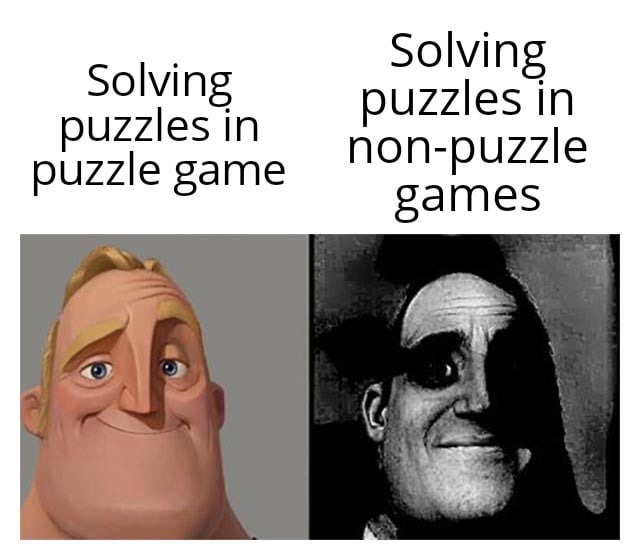 Solving
puzzles in
puzzle game
Solving
puzzles in
non-puzzle
games